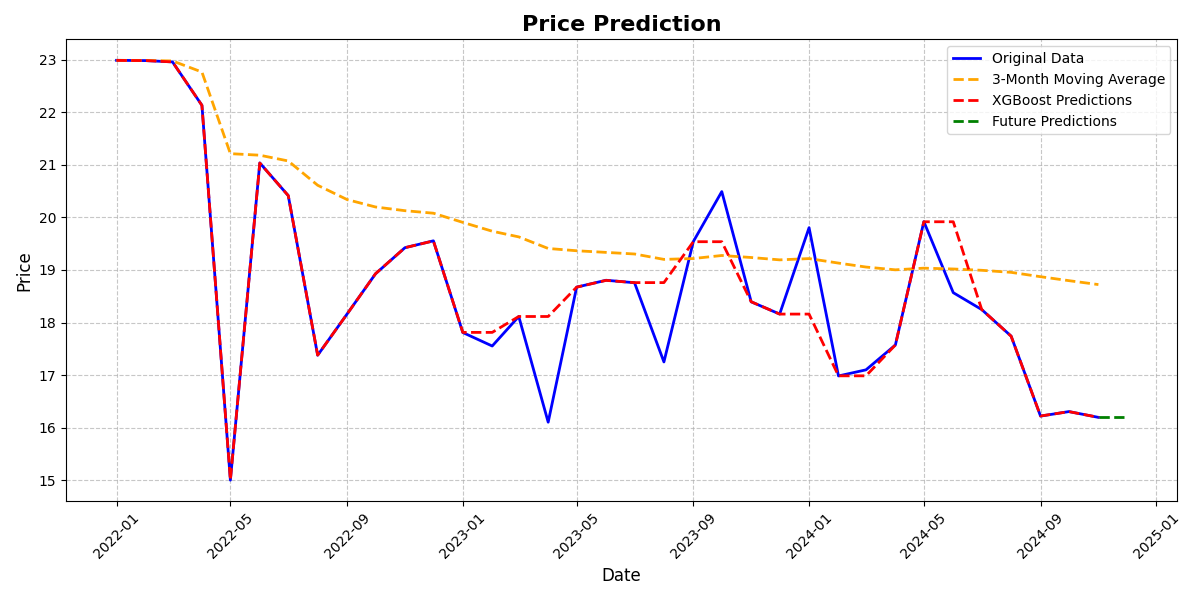 Price Prediction
Original Data
3-Month Moving Average
XGBoost Predictions
Future Predictions
Price
23
22
21
20
19
18
17
16
15
2022-01
2022-05
2022-09
2023-01
2023-05
2023-09
2024-01
2024-05
2024-09
2025-01
Date